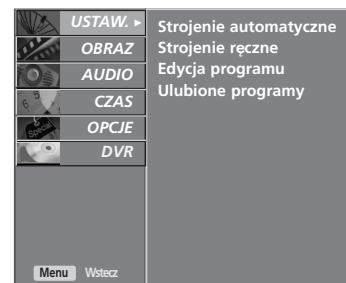 USTAW. ▸
OBRAZ
AUDIO
CZAS
OPCJE
DVR
Strojenie automatyczne
Strojenie ręczne
Edycja programu
Ulubione programy
Menu Wstecz